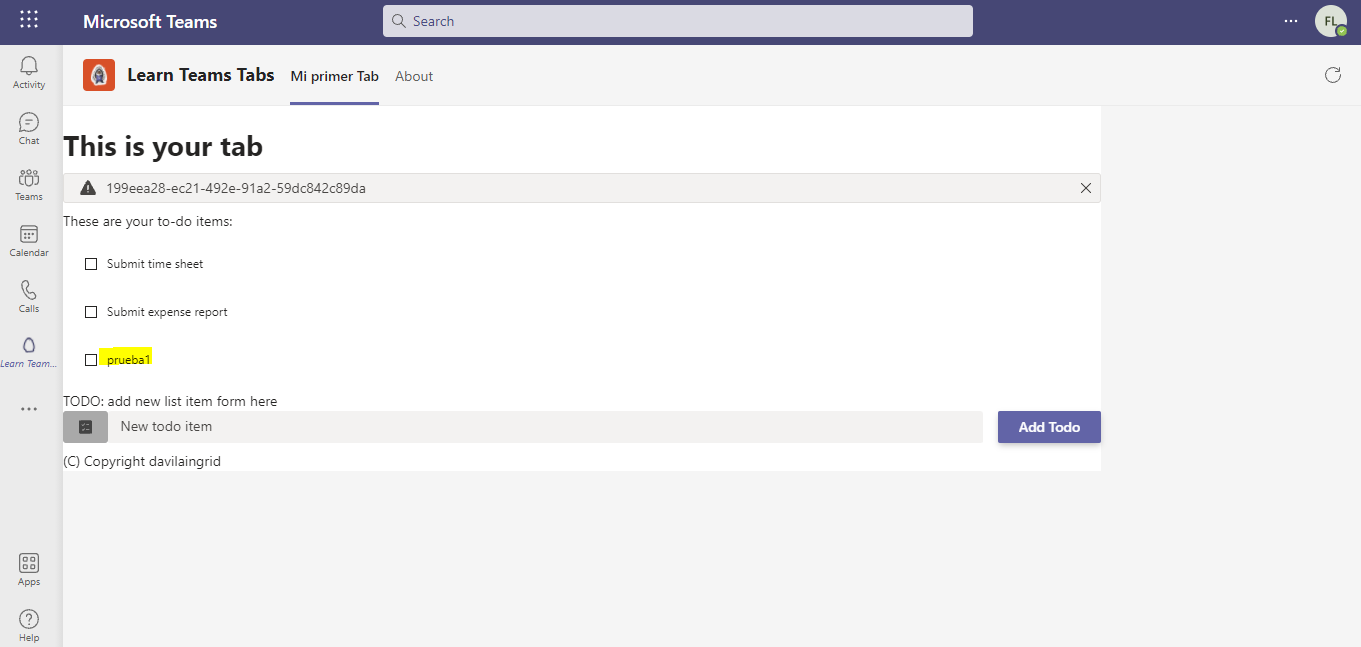 Microsoft Teams
Search
FL
Activity
Chat
Teams
Calendar
Calls
Learn Team...
Apps
Help
Learn Teams Tabs
Mi primer Tab
About
This is your tab
199eea28-ec21-492e-91a2-59dc842c89da
These are your to-do items:
Submit time sheet
Submit expense report
prueba1
TODO: add new list item form here
New todo item
Add Todo
(C) Copyright davilaingrid